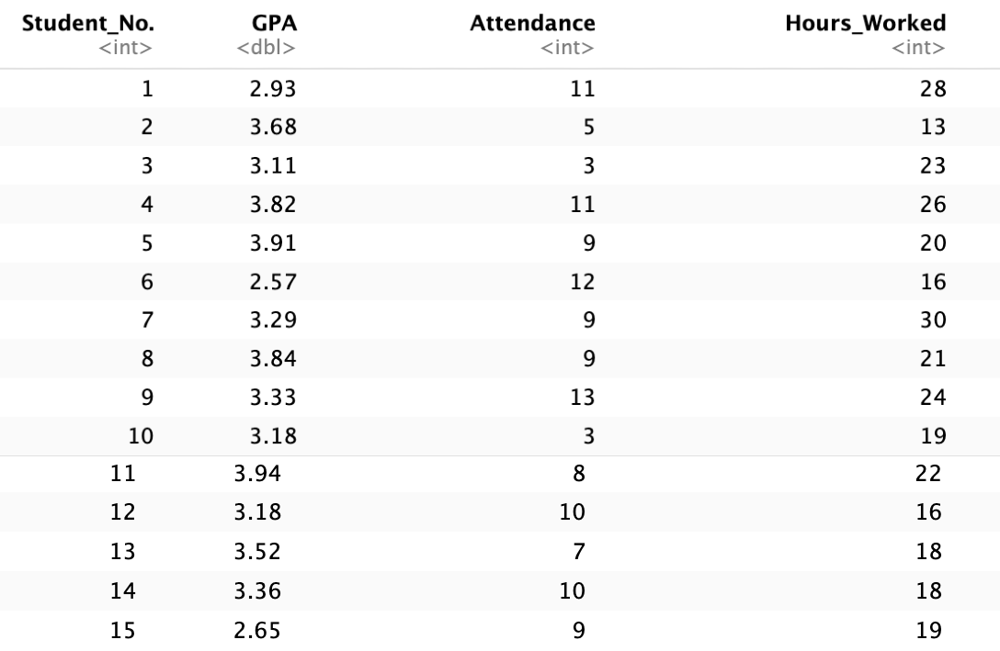 Student_No. GPA Attendance Hours_Worked
<int> <dbl> <int> <int>
1 2.93 11 28
2 3.68 5 13
3 3.11 3 23
4 3.82 11 26
5 3.91 9 20
6 2.57 12 16
7 3.29 9 30
8 3.84 9 21
9 3.33 13 24
10 3.18 3 19
11 3.94 8 22
12 3.18 10 16
13 3.52 7 18
14 3.36 10 18
15 2.65 9 19